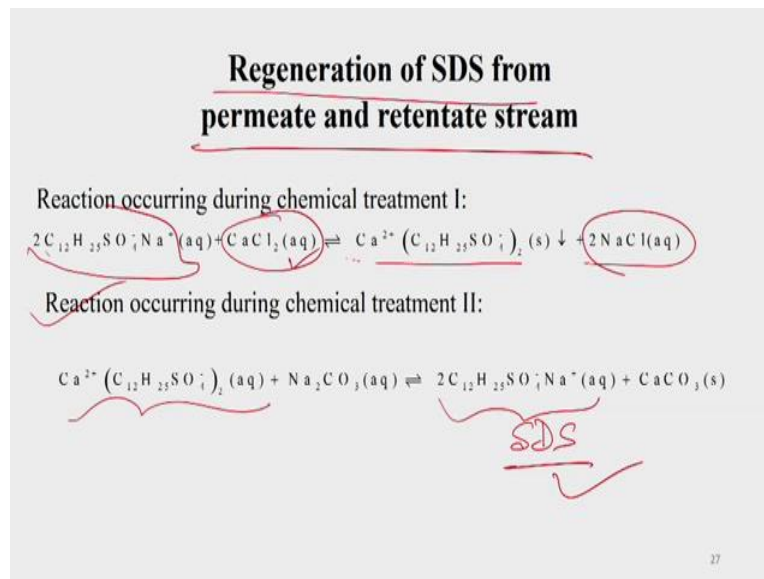 Regeneration of SDS from
permeate and retentate stream
Reaction occurring during chemical treatment I:
2C₁₂H₂₅SO₄⁻Na⁺(aq)+CaCl₂(aq) ⇌ Ca²⁺(C₁₂H₂₅SO₄⁻)₂(s)↓ +2NaCl(aq)
Reaction occurring during chemical treatment II:
Ca²⁺(C₁₂H₂₅SO₄⁻)₂(aq) + Na₂CO₃(aq) ⇌ 2C₁₂H₂₅SO₄⁻Na⁺(aq) + CaCO₃(s)
SDS
27